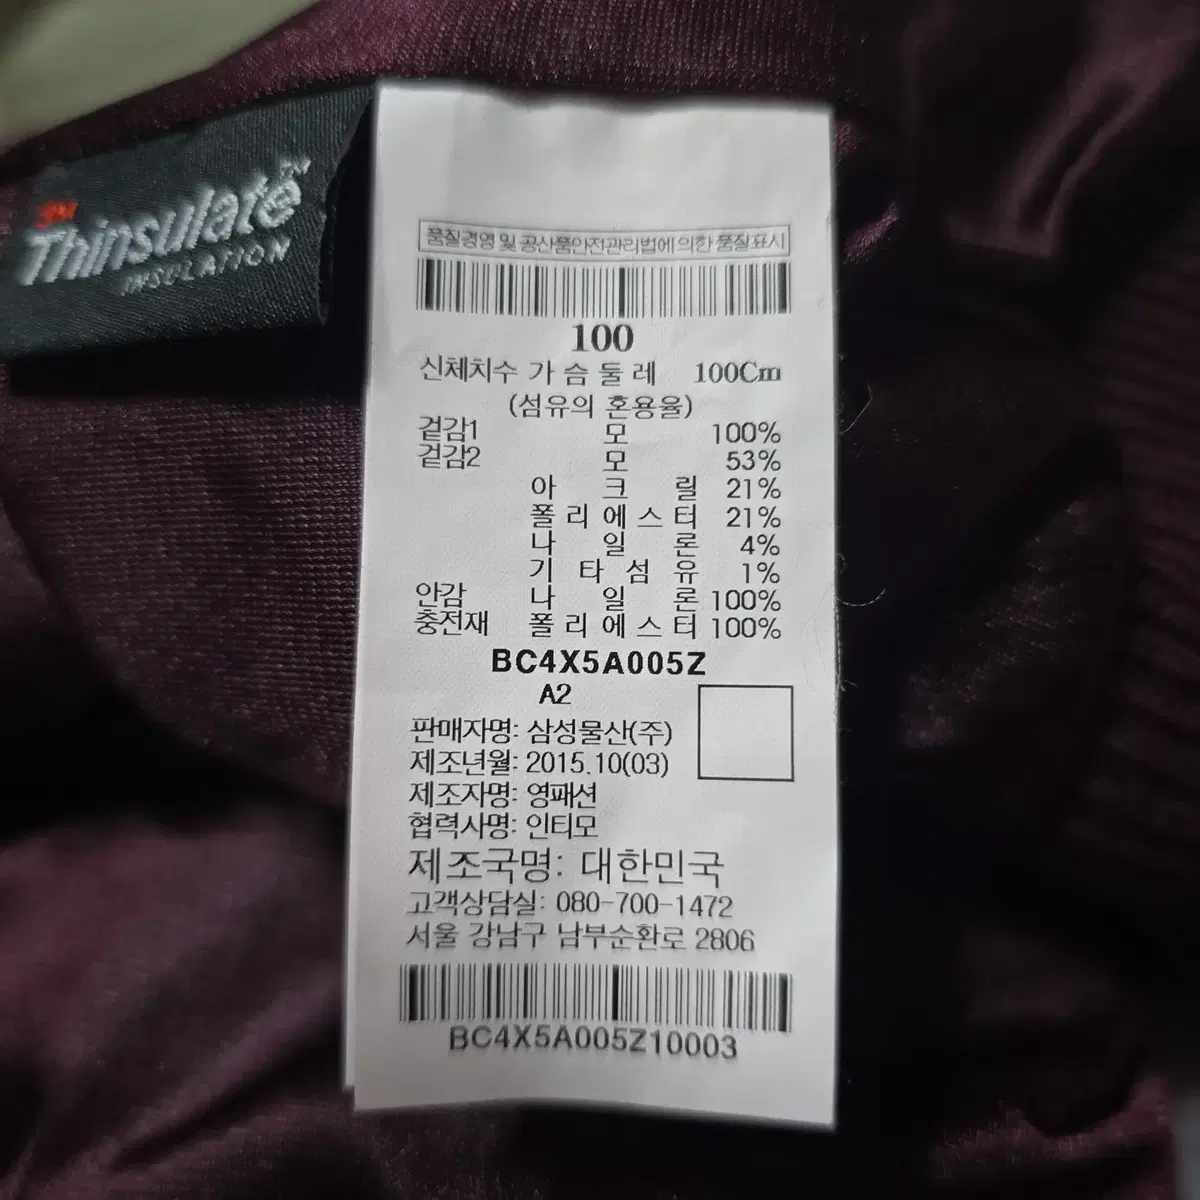 3M
Thinsulate™
INSULATION
품질경영 및 공산품안전관리법에 의한 품질표시
100
신체치수 가슴둘레 100Cm
(섬유의 혼용율)
겉감1 모 100%
겉감2 모 53%
아크릴 21%
폴리에스터 21%
나일론 4%
기타섬유 1%
안감 나일론 100%
충전재 폴리에스터 100%
BC4X5A005Z
A2
판매자명: 삼성물산(주)
제조년월: 2015.10(03)
제조자명: 영패션
협력사명: 인티모
제조국명: 대한민국
고객상담실: 080-700-1472
서울 강남구 남부순환로 2806
BC4X5A005Z10003